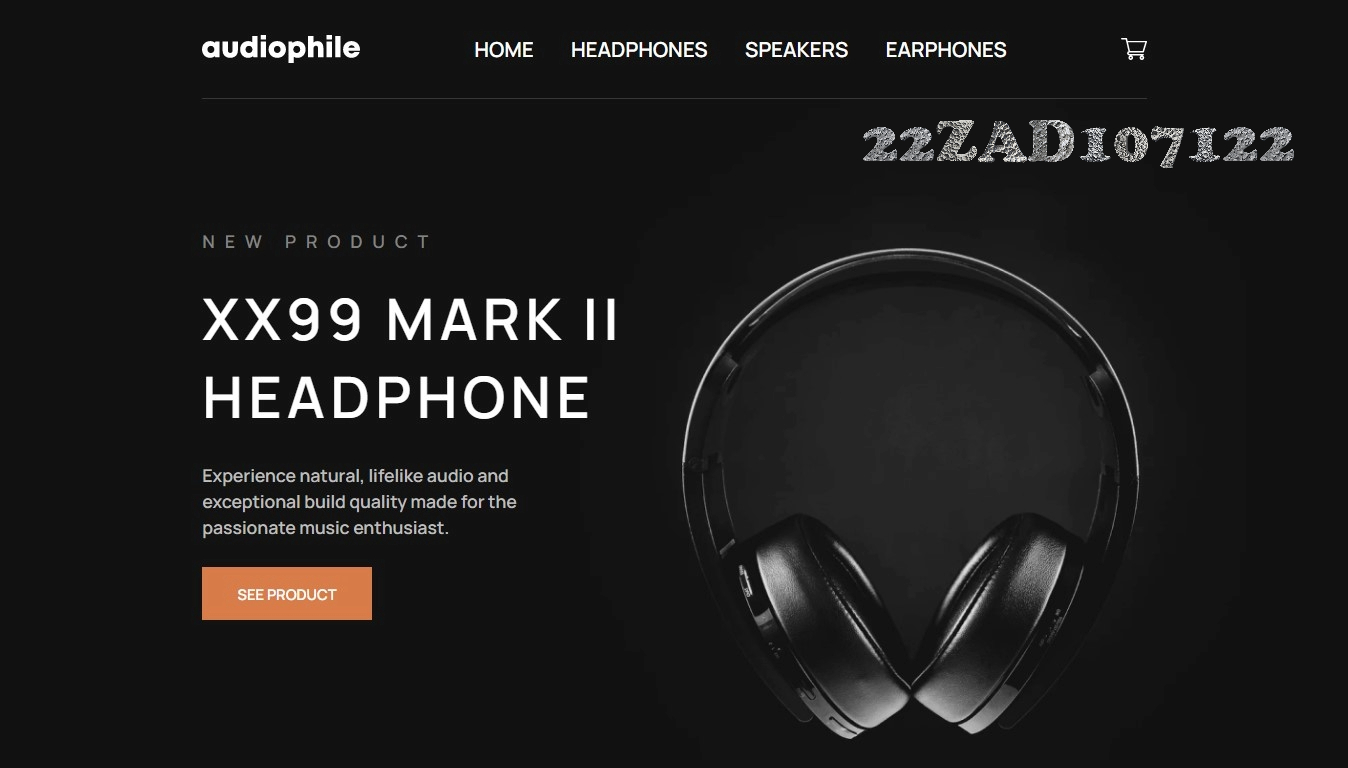 audiophile
HOME HEADPHONES SPEAKERS EARPHONES
22ZAD107122
NEW PRODUCT
XX99 MARK II
HEADPHONE
Experience natural, lifelike audio and
exceptional build quality made for the
passionate music enthusiast.
SEE PRODUCT